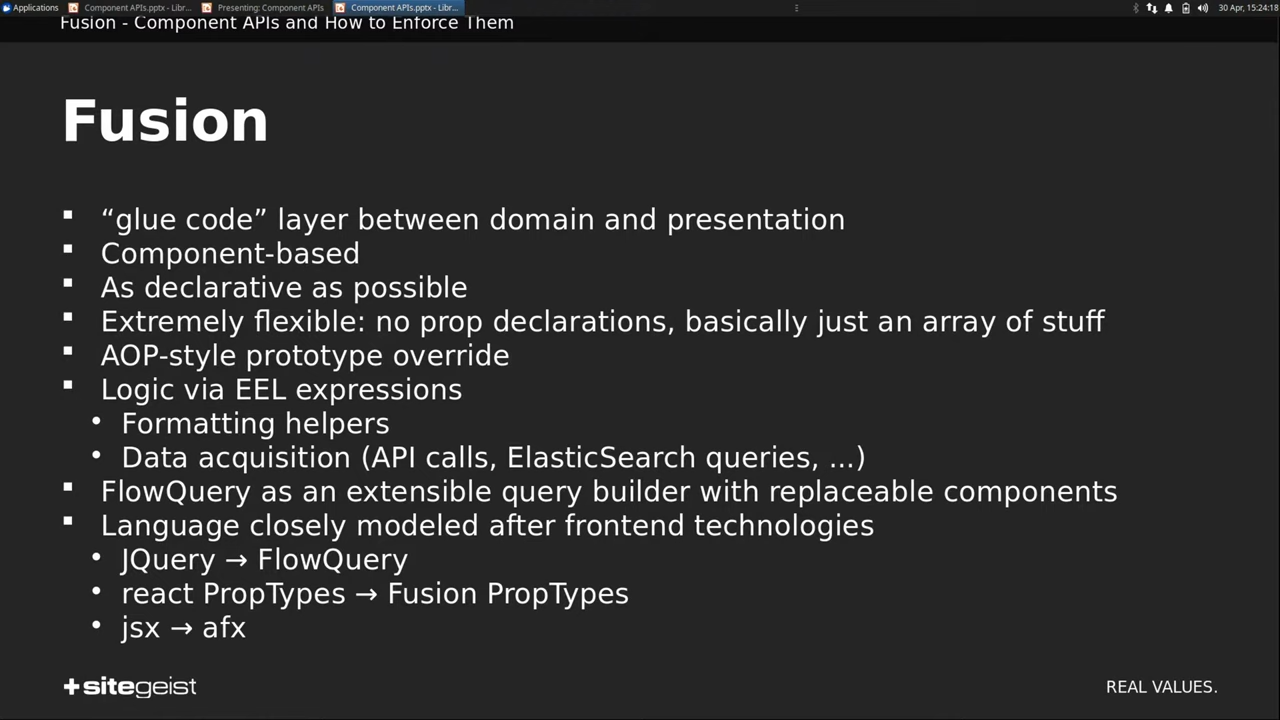 Applications
Component APIs.pptx - Libr...
Presenting: Component APIs
Component APIs.pptx - Libr...
30 Apr, 15:24:18
Fusion - Component APIs and How to Enforce Them
Fusion
“glue code” layer between domain and presentation
Component-based
As declarative as possible
Extremely flexible: no prop declarations, basically just an array of stuff
AOP-style prototype override
Logic via EEL expressions
Formatting helpers
Data acquisition (API calls, ElasticSearch queries, ...)
FlowQuery as an extensible query builder with replaceable components
Language closely modeled after frontend technologies
JQuery → FlowQuery
react PropTypes → Fusion PropTypes
jsx → afx
+sitegeist
REAL VALUES.